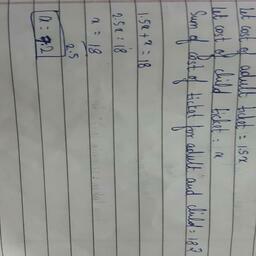 Let cost of adult ticket = 1.5x
Let cost of child ticket = x
Sum of cost of ticket for adult and child = 18?
1.5x + x = 18
2.5x = 18
x = 18
2.5
x = 7.2